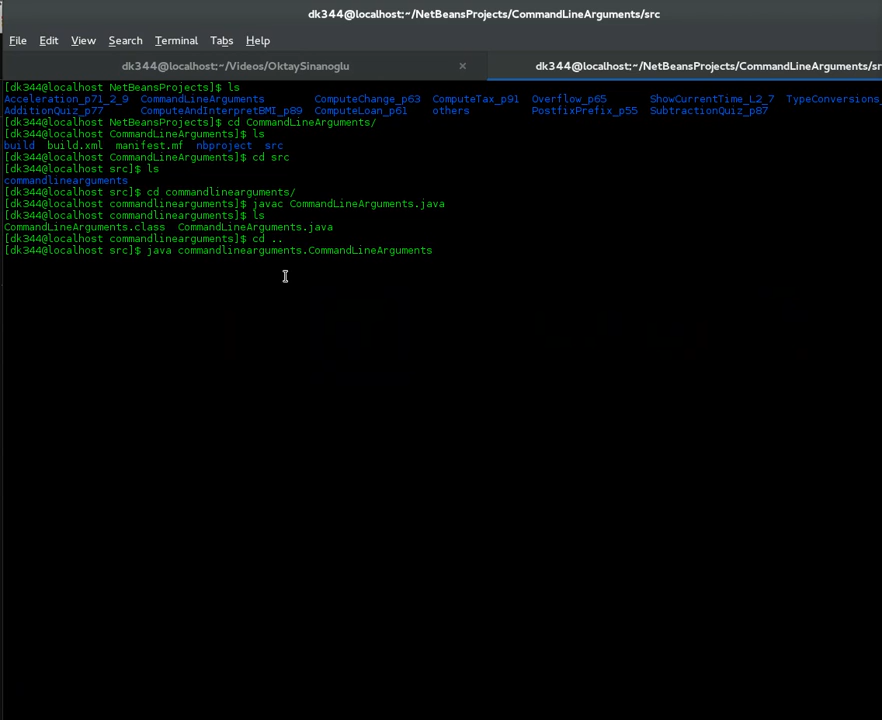 dk344@localhost:~/NetBeansProjects/CommandLineArguments/src
File Edit View Search Terminal Tabs Help
dk344@localhost:~/Videos/OktaySinanoglu × dk344@localhost:~/NetBeansProjects/CommandLineArguments/sr
[dk344@localhost NetBeansProjects]$ ls
Acceleration_p71_2_9 CommandLineArguments ComputeChange_p63 ComputeTax_p91 Overflow_p65 ShowCurrentTime_L2_7 TypeConversions_
AdditionQuiz_p77 ComputeAndInterpretBMI_p89 ComputeLoan_p61 others PostfixPrefix_p55 SubtractionQuiz_p87
[dk344@localhost NetBeansProjects]$ cd CommandLineArguments/
[dk344@localhost CommandLineArguments]$ ls
build build.xml manifest.mf nbproject src
[dk344@localhost CommandLineArguments]$ cd src
[dk344@localhost src]$ ls
commandlinearguments
[dk344@localhost src]$ cd commandlinearguments/
[dk344@localhost commandlinearguments]$ javac CommandLineArguments.java
[dk344@localhost commandlinearguments]$ ls
CommandLineArguments.class CommandLineArguments.java
[dk344@localhost commandlinearguments]$ cd ..
[dk344@localhost src]$ java commandlinearguments.CommandLineArguments